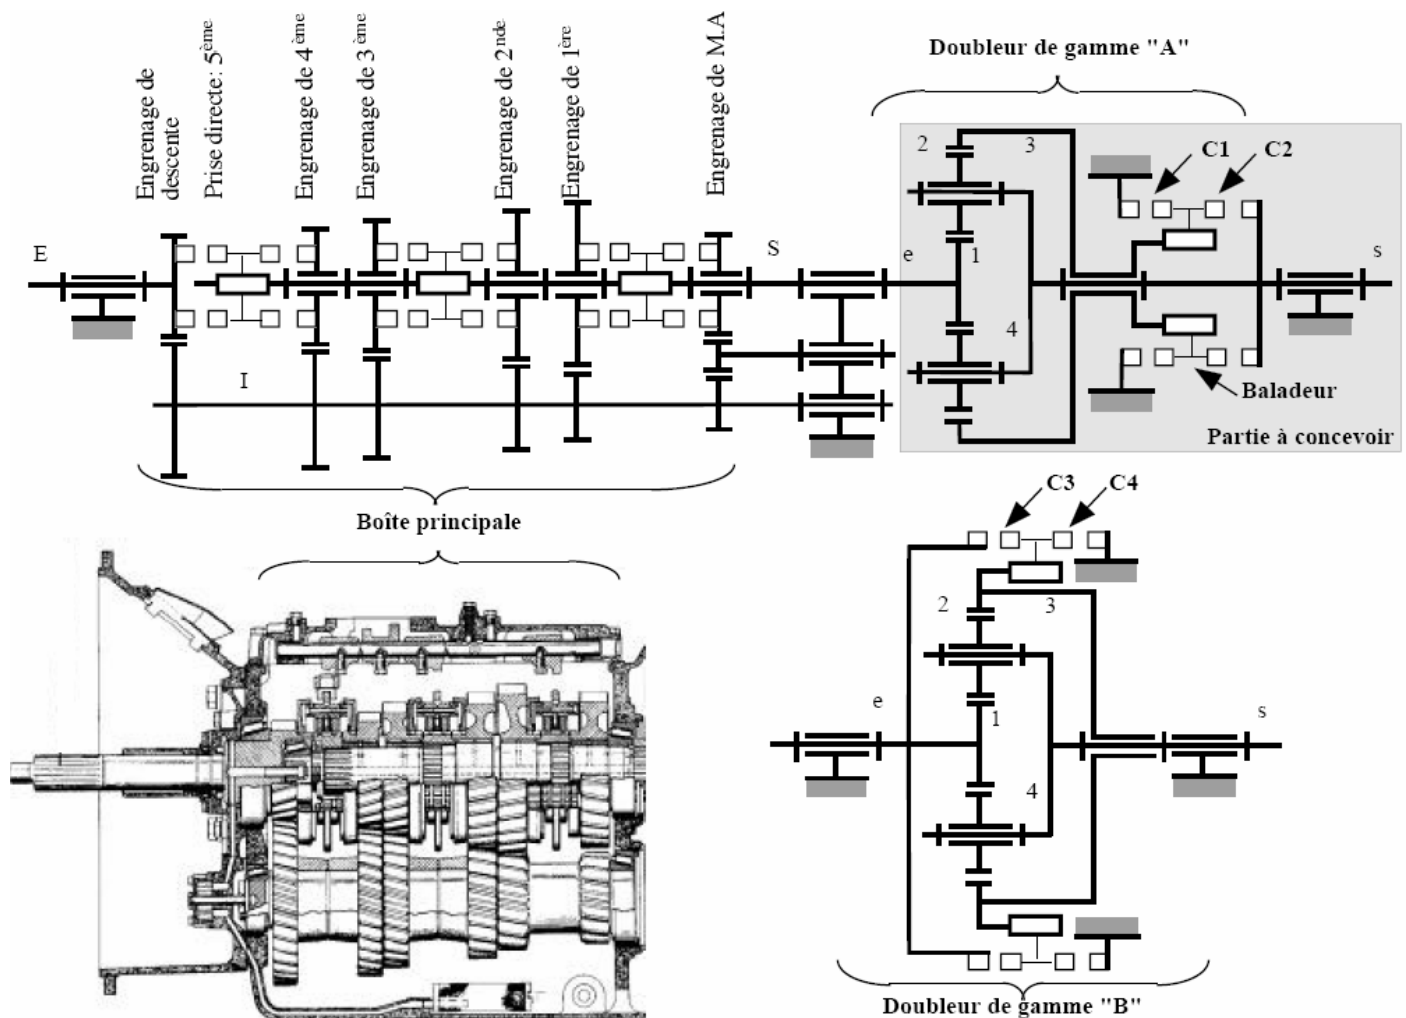 Engrenage de
descente
Prise directe: 5ème
Engrenage de 4ème
Engrenage de 3ème
Engrenage de 2nde
Engrenage de 1ère
Engrenage de M.A
Doubleur de gamme "A"
2
3
C1
C2
E
S
e
1
s
4
I
Baladeur
Partie à concevoir
Boîte principale
C3
C4
2
3
e
1
s
4
Doubleur de gamme "B"